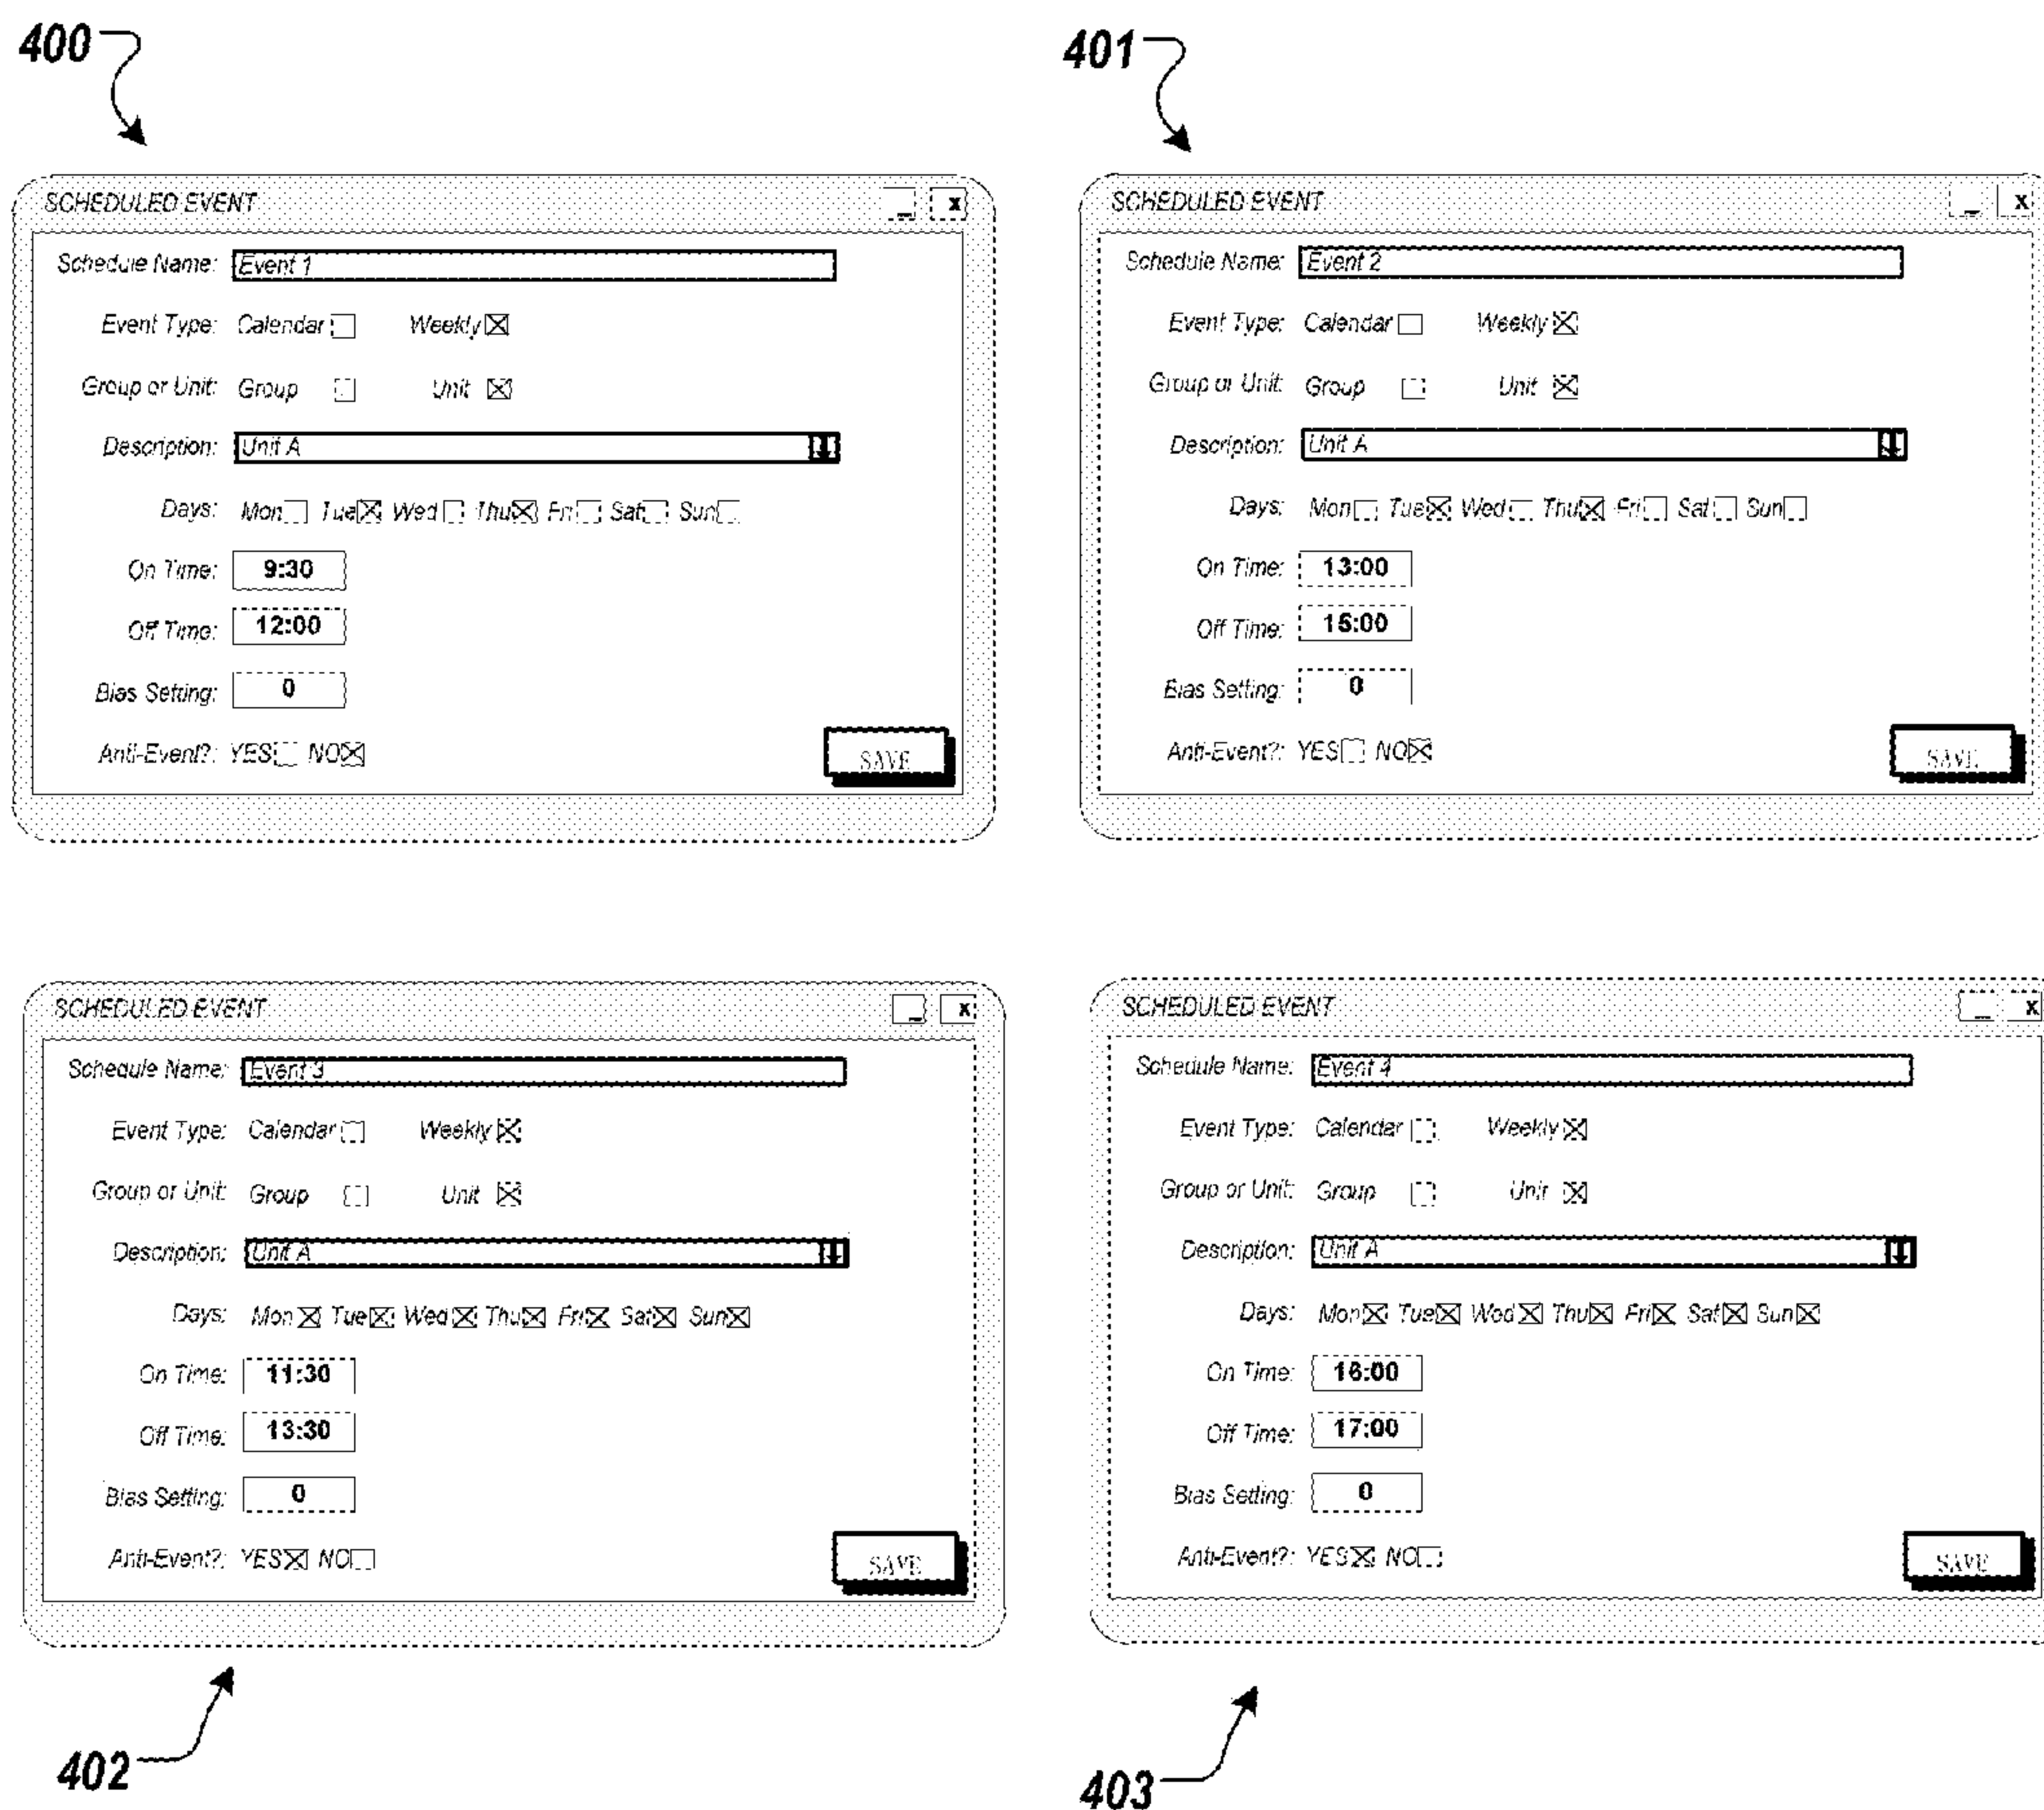 400
401
SCHEDULED EVENT _ X
Schedule Name: Event 1
Event Type: Calendar Weekly
Group or Unit: Group Unit
Description: Unit A
Days: Mon Tue Wed Thu Fri Sat Sun
On Time: 9:30
Off Time: 12:00
Bias Setting: 0
Anti-Event?: YES NO
SAVE
SCHEDULED EVENT _ X
Schedule Name: Event 2
Event Type: Calendar Weekly
Group or Unit: Group Unit
Description: Unit A
Days: Mon Tue Wed Thu Fri Sat Sun
On Time: 13:00
Off Time: 15:00
Bias Setting: 0
Anti-Event?: YES NO
SAVE
SCHEDULED EVENT _ X
Schedule Name: Event 3
Event Type: Calendar Weekly
Group or Unit: Group Unit
Description: Unit A
Days: Mon Tue Wed Thu Fri Sat Sun
On Time: 11:30
Off Time: 13:30
Bias Setting: 0
Anti-Event?: YES NO
SAVE
SCHEDULED EVENT _ X
Schedule Name: Event 4
Event Type: Calendar Weekly
Group or Unit: Group Unit
Description: Unit A
Days: Mon Tue Wed Thu Fri Sat Sun
On Time: 16:00
Off Time: 17:00
Bias Setting: 0
Anti-Event?: YES NO
SAVE
402
403